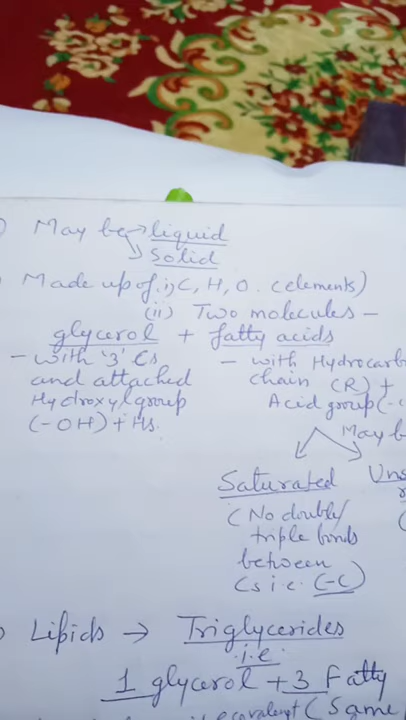 May be → liquid
↘ solid
Made up of. i) C, H, O. (elements)
(ii) Two molecules –
glycerol + fatty acids
– with '3' Cs
and attached
Hydroxyl group
(-OH) + Hs.
– with Hydrocarb
chain (R) +
Acid group (-c
May b
Saturated
(No double/
triple bonds
between
Cs i.e. (-C)
Uns
Lipids → Triglycerides
i.e.
1 glycerol + 3 Fatty
(Same